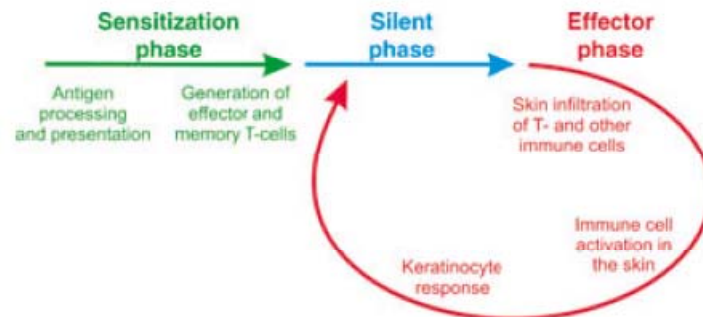 Sensitization
phase
Silent
phase
Effector
phase
Antigen
processing
and presentation
Generation of
effector and
memory T-cells
Skin infiltration
of T- and other
immune cells
Immune cell
activation in
the skin
Keratinocyte
response